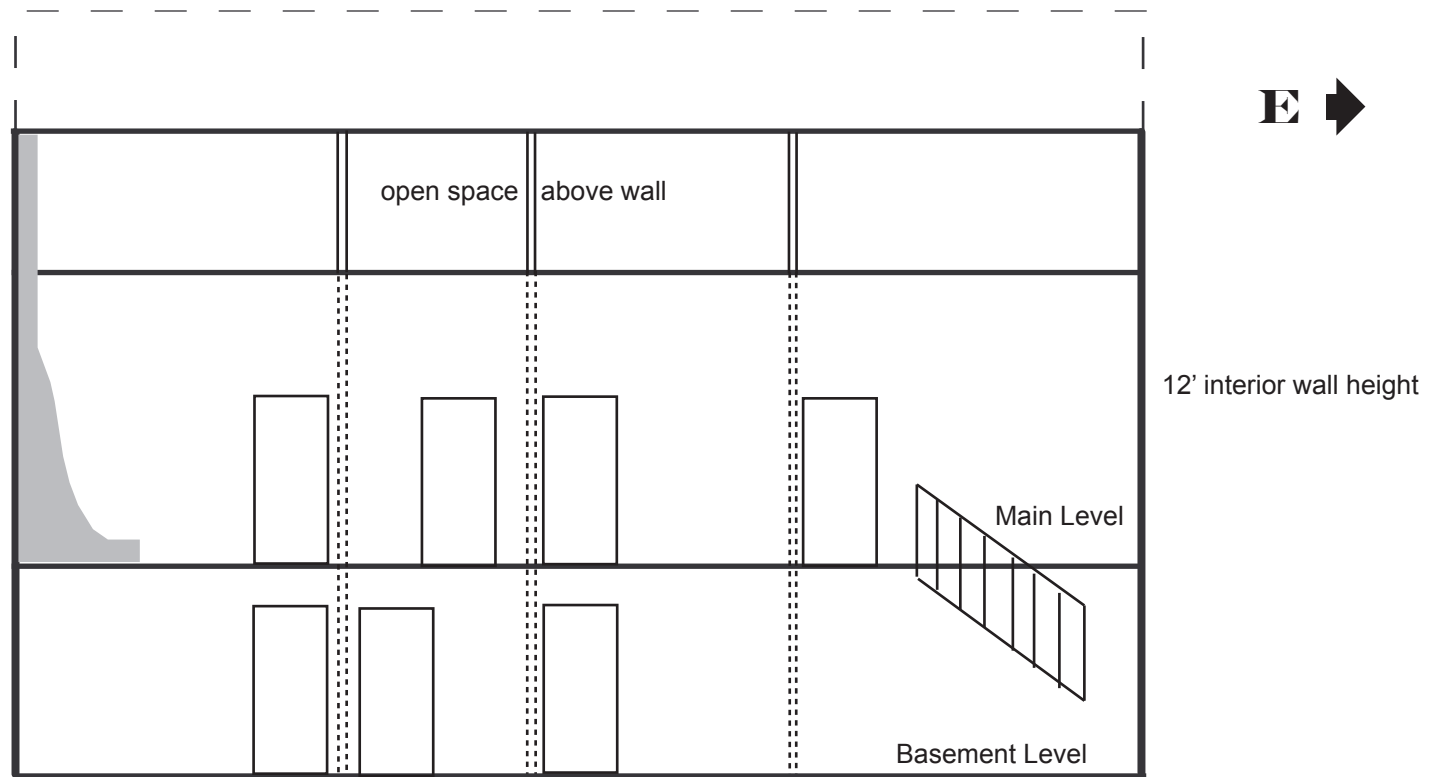 E
open space above wall
12’ interior wall height
Main Level
Basement Level